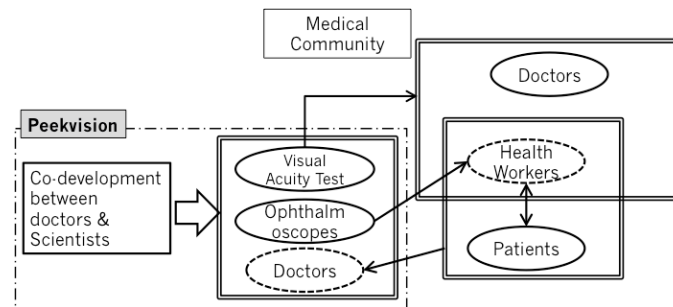 Medical
Community
Doctors
Peekvision
Co-development
between
doctors &
Scientists
Visual
Acuity Test
Ophthalm
oscopes
Doctors
Health
Workers
Patients